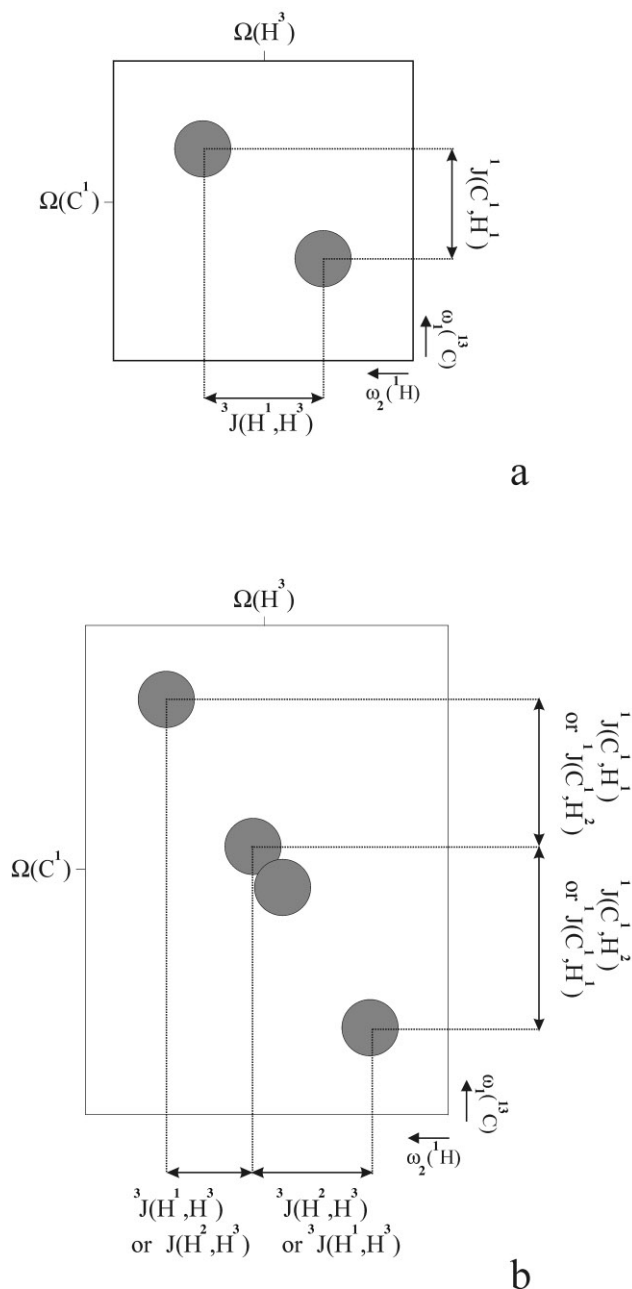 Ω(H³)
Ω(C¹)
¹J(C¹,H¹)
ω₁(¹³C)
ω₂(¹H)
³J(H¹,H³)
a
Ω(H³)
¹J(C¹,H¹)
or ¹J(C¹,H²)
Ω(C¹)
¹J(C¹,H²)
or ¹J(C¹,H¹)
ω₁(¹³C)
ω₂(¹H)
³J(H¹,H³)
or J(H²,H³)
³J(H²,H³)
or ³J(H¹,H³)
b